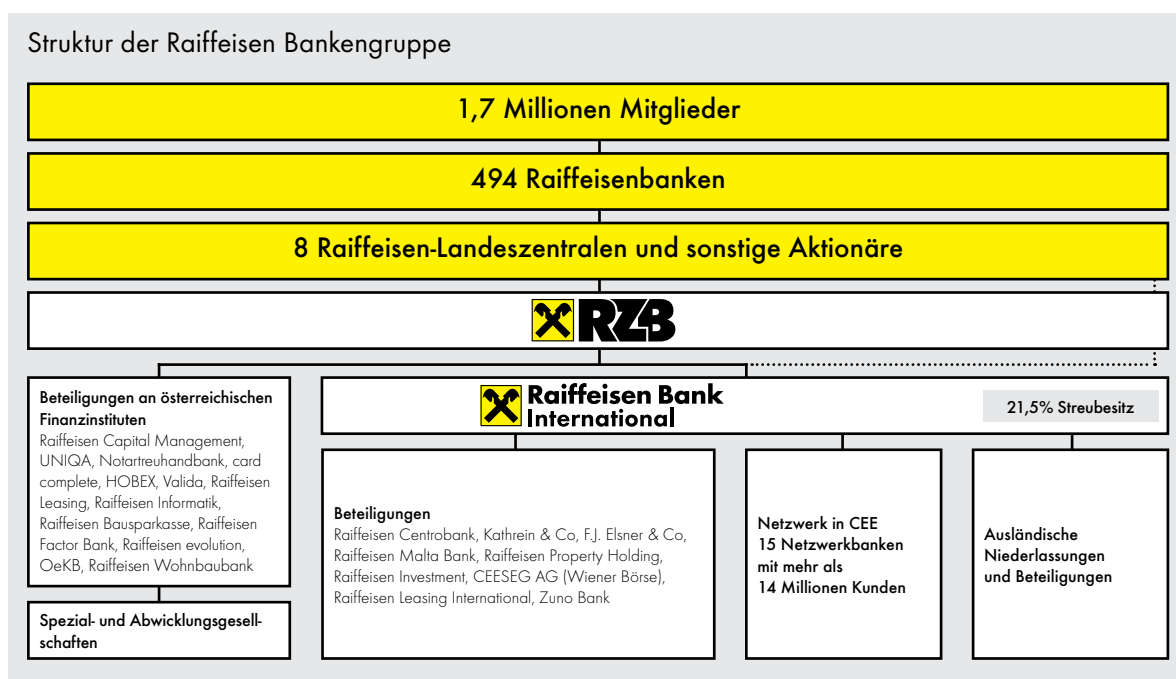 Struktur der Raiffeisen Bankengruppe
1,7 Millionen Mitglieder
494 Raiffeisenbanken
8 Raiffeisen-Landeszentralen und sonstige Aktionäre
RZB
Beteiligungen an österreichischen
Finanzinstituten
Raiffeisen Capital Management,
UNIQA, Notartreuhandbank, card
complete, HOBEX, Valida, Raiffeisen
Leasing, Raiffeisen Informatik,
Raiffeisen Bausparkasse, Raiffeisen
Factor Bank, Raiffeisen evolution,
OeKB, Raiffeisen Wohnbaubank
Spezial- und Abwicklungsgesell-
schaften
Raiffeisen Bank
International
21,5% Streubesitz
Beteiligungen
Raiffeisen Centrobank, Kathrein & Co, F.J. Elsner & Co,
Raiffeisen Malta Bank, Raiffeisen Property Holding,
Raiffeisen Investment, CEESEG AG (Wiener Börse),
Raiffeisen Leasing International, Zuno Bank
Netzwerk in CEE
15 Netzwerkbanken
mit mehr als
14 Millionen Kunden
Ausländische
Niederlassungen
und Beteiligungen